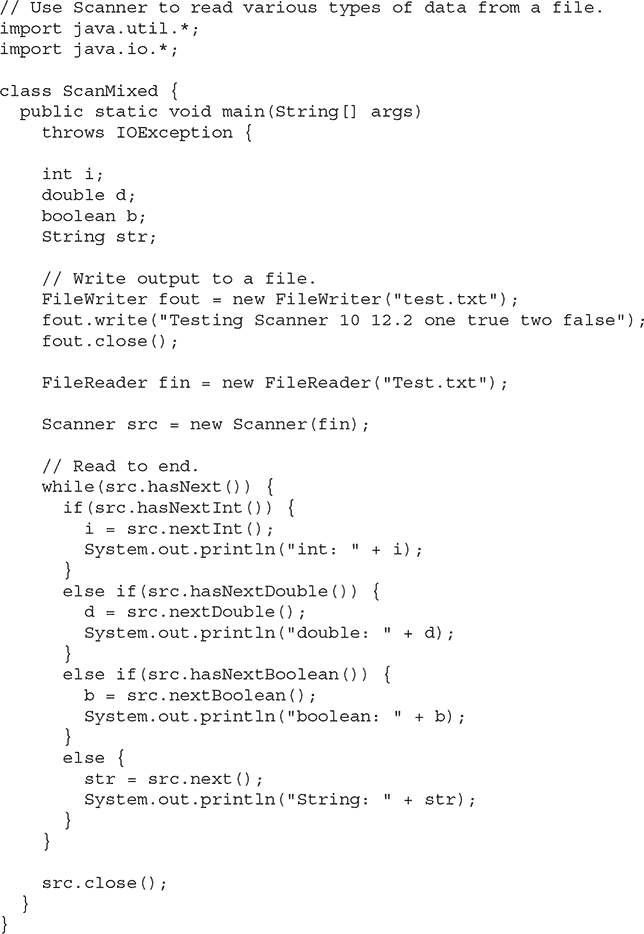 // Use Scanner to read various types of data from a file.
import java.util.*;
import java.io.*;

class ScanMixed {
  public static void main(String[] args)
    throws IOException {

    int i;
    double d;
    boolean b;
    String str;

    // Write output to a file.
    FileWriter fout = new FileWriter("test.txt");
    fout.write("Testing Scanner 10 12.2 one true two false");
    fout.close();

    FileReader fin = new FileReader("Test.txt");

    Scanner src = new Scanner(fin);

    // Read to end.
    while(src.hasNext()) {
      if(src.hasNextInt()) {
        i = src.nextInt();
        System.out.println("int: " + i);
      }
      else if(src.hasNextDouble()) {
        d = src.nextDouble();
        System.out.println("double: " + d);
      }
      else if(src.hasNextBoolean()) {
        b = src.nextBoolean();
        System.out.println("boolean: " + b);
      }
      else {
        str = src.next();
        System.out.println("String: " + str);
      }
    }

    src.close();
  }
}